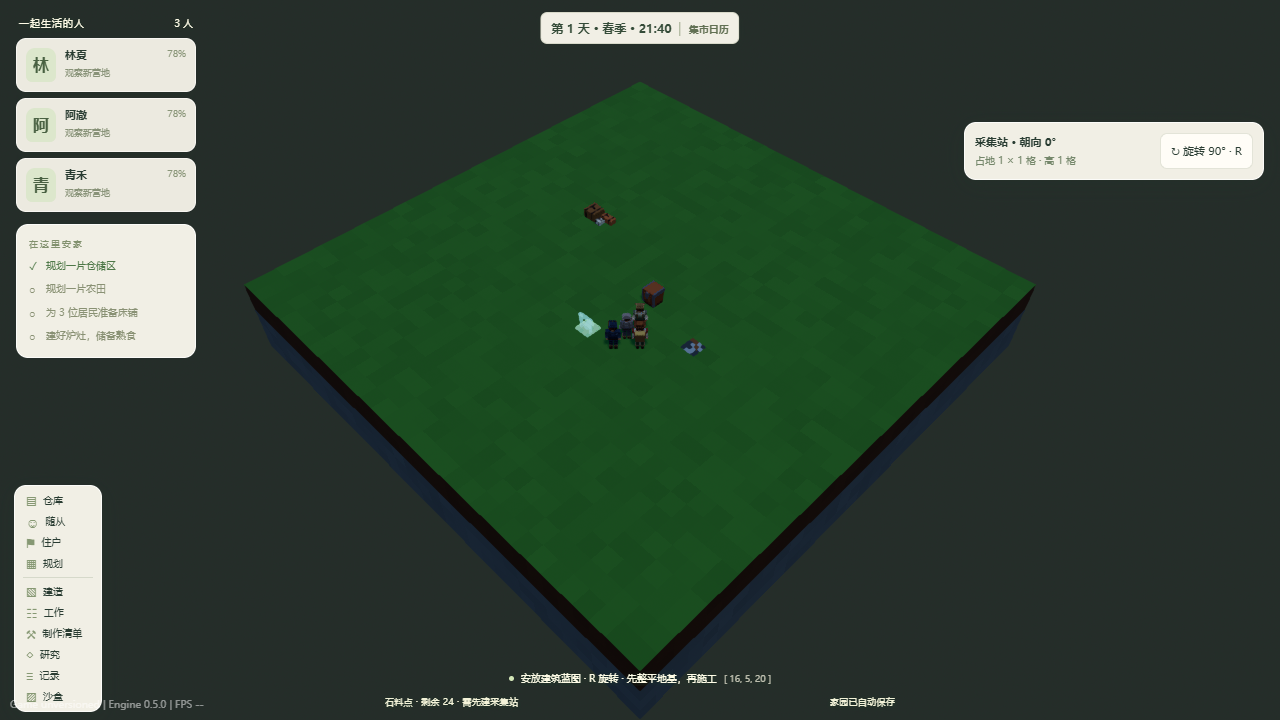 一起生活的人 3 人
林 林夏 78%
观察新营地
阿 阿澈 78%
观察新营地
青 青禾 78%
观察新营地
在这里安家
✓ 规划一片仓储区
○ 规划一片农田
○ 为 3 位居民准备床铺
○ 建好炉灶，储备熟食
第 1 天 • 春季 • 21:40 | 集市日历
采集站 • 朝向 0°
占地 1 × 1 格 · 高 1 格
↻ 旋转 90° · R
仓库
随从
住户
规划
建造
工作
制作清单
研究
记录
沙盒
| Engine 0.5.0 | FPS --
安放建筑蓝图 · R 旋转 · 先整平地基，再施工 [ 16, 5, 20 ]
石料点 · 剩余 24 · 需先建采集站
家园已自动保存